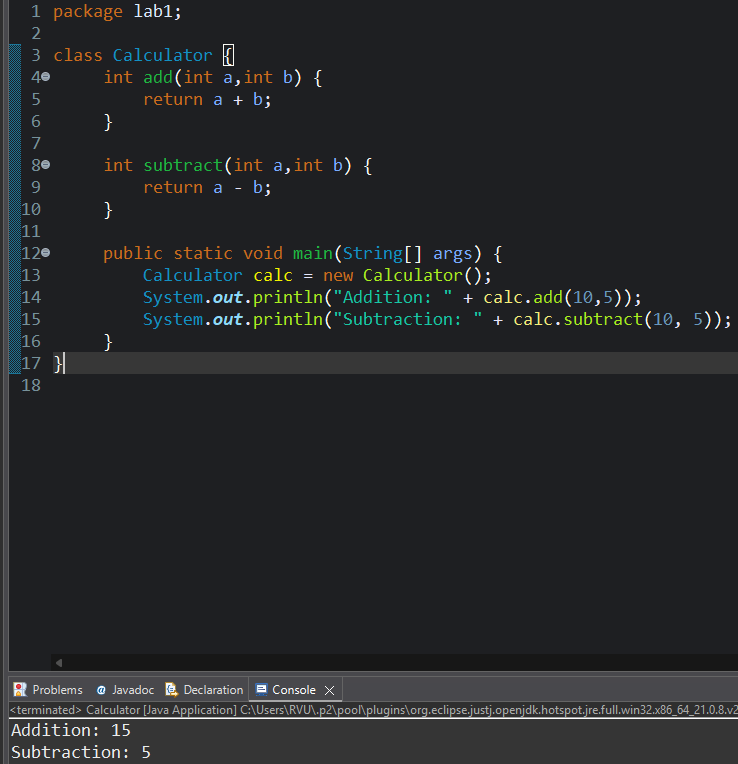 1 package lab1;
2
3 class Calculator {
4 int add(int a,int b) {
5 return a + b;
6 }
7
8 int subtract(int a,int b) {
9 return a - b;
10 }
11
12 public static void main(String[] args) {
13 Calculator calc = new Calculator();
14 System.out.println("Addition: " + calc.add(10,5));
15 System.out.println("Subtraction: " + calc.subtract(10, 5));
16 }
17 }
18
Problems @ Javadoc Declaration Console
<terminated> Calculator [Java Application] C:\Users\RVU\.p2\pool\plugins\org.eclipse.justj.openjdk.hotspot.jre.full.win32.x86_64_21.0.8.v2
Addition: 15
Subtraction: 5